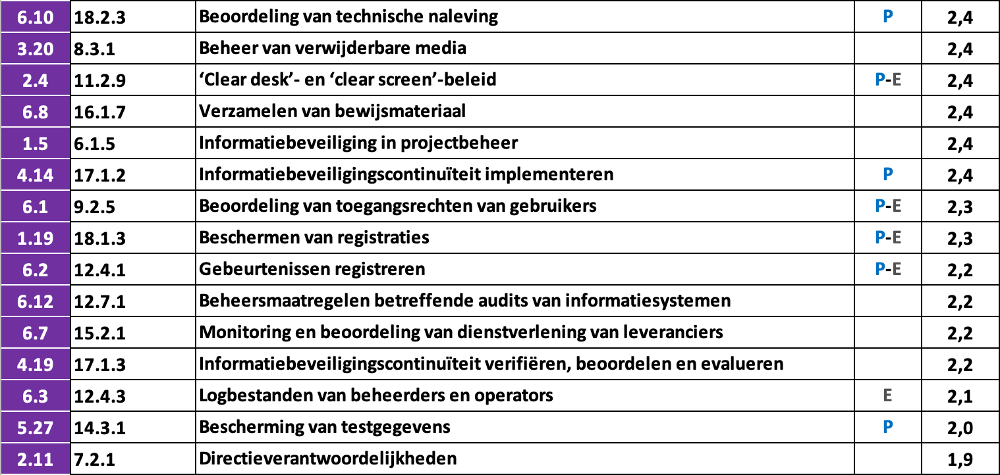 6.10 18.2.3 Beoordeling van technische naleving P 2,4
3.20 8.3.1 Beheer van verwijderbare media 2,4
2.4 11.2.9 ‘Clear desk’- en ‘clear screen’-beleid P-E 2,4
6.8 16.1.7 Verzamelen van bewijsmateriaal 2,4
1.5 6.1.5 Informatiebeveiliging in projectbeheer 2,4
4.14 17.1.2 Informatiebeveiligingscontinuïteit implementeren P 2,4
6.1 9.2.5 Beoordeling van toegangsrechten van gebruikers P-E 2,3
1.19 18.1.3 Beschermen van registraties P-E 2,3
6.2 12.4.1 Gebeurtenissen registreren P-E 2,2
6.12 12.7.1 Beheersmaatregelen betreffende audits van informatiesystemen 2,2
6.7 15.2.1 Monitoring en beoordeling van dienstverlening van leveranciers 2,2
4.19 17.1.3 Informatiebeveiligingscontinuïteit verifiëren, beoordelen en evalueren 2,2
6.3 12.4.3 Logbestanden van beheerders en operators E 2,1
5.27 14.3.1 Bescherming van testgegevens P 2,0
2.11 7.2.1 Directieverantwoordelijkheden 1,9